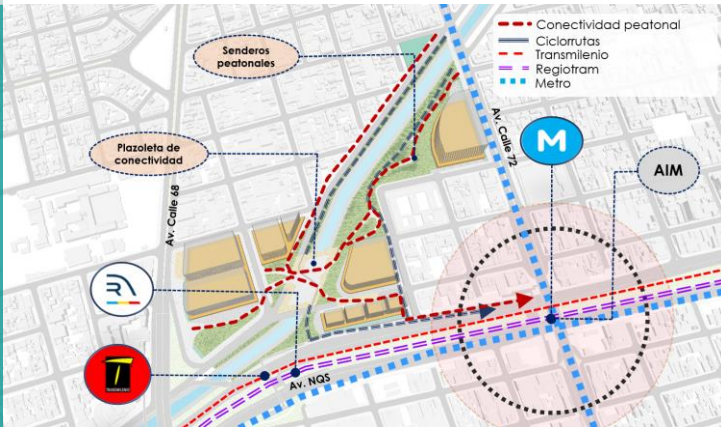 Conectividad peatonal
Ciclorrutas
Transmilenio
Regiotram
Metro
Senderos
peatonales
Plazoleta de
conectividad
Av. Calle 68
Av. Calle 72
M
AIM
R
Av. NQS
TRANSMILENIO